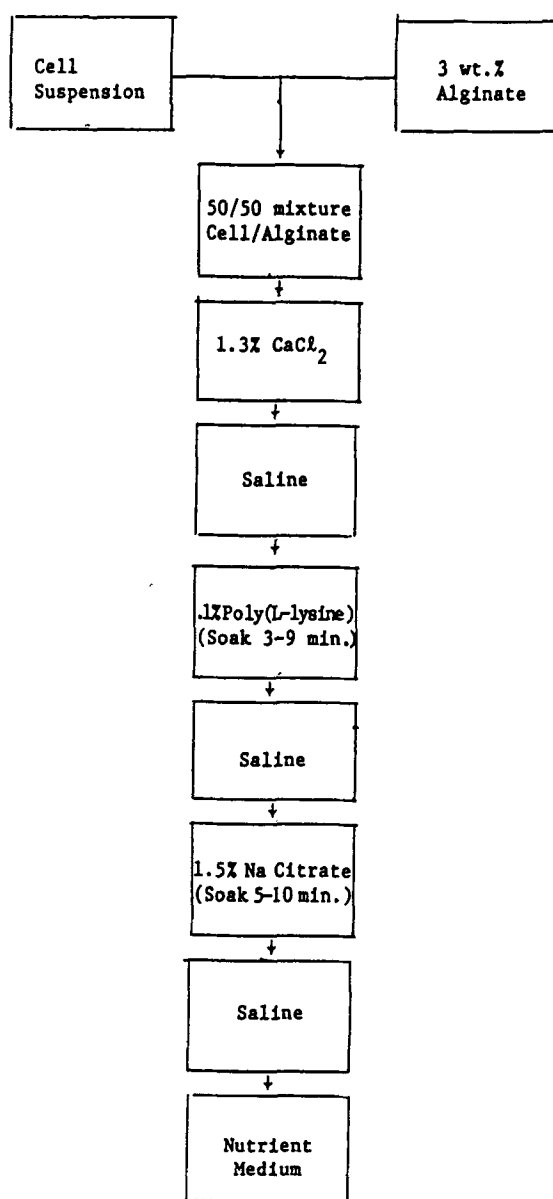 Cell
Suspension
3 wt.%
Alginate
50/50 mixture
Cell/Alginate
1.3% CaCℓ₂
Saline
.1%Poly(L-lysine)
(Soak 3-9 min.)
Saline
1.5% Na Citrate
(Soak 5-10 min.)
Saline
Nutrient
Medium